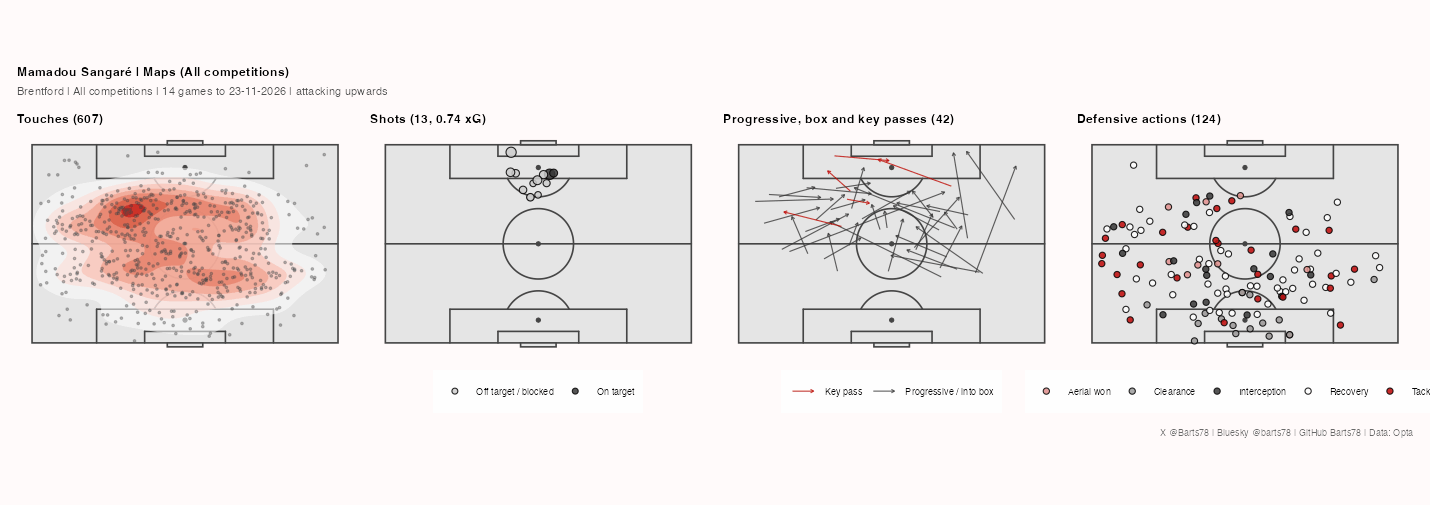 Mamadou Sangaré | Maps (All competitions)
Brentford | All competitions | 14 games to 23-11-2026 | attacking upwards
Touches (607)
Shots (13, 0.74 xG)
Progressive, box and key passes (42)
Defensive actions (124)
Off target / blocked
On target
Key pass
Progressive / into box
Aerial won
Clearance
Interception
Recovery
Tack
X @Barts78 | Bluesky @barts78 | GitHub Barts78 | Data: Opta